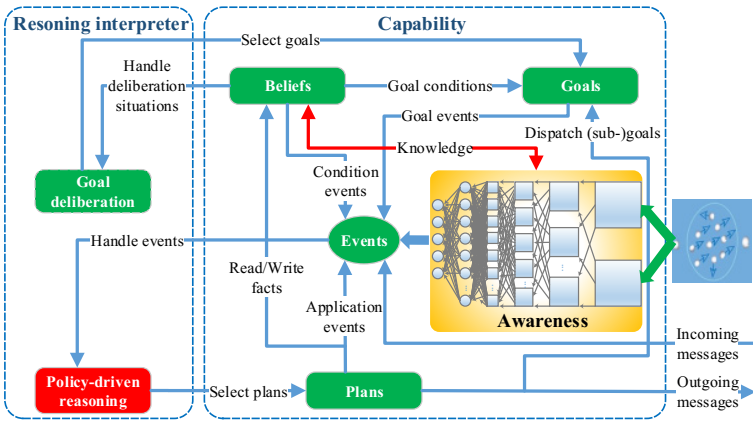 Resoning interpreter
Capability
Select goals
Handle
deliberation
situations
Beliefs
Goal conditions
Goals
Goal events
Dispatch (sub-)goals
Knowledge
Goal
deliberation
Condition
events
Handle events
Events
Read/Write
facts
Application
events
Awareness
Incoming
messages
Policy-driven
reasoning
Select plans
Plans
Outgoing
messages